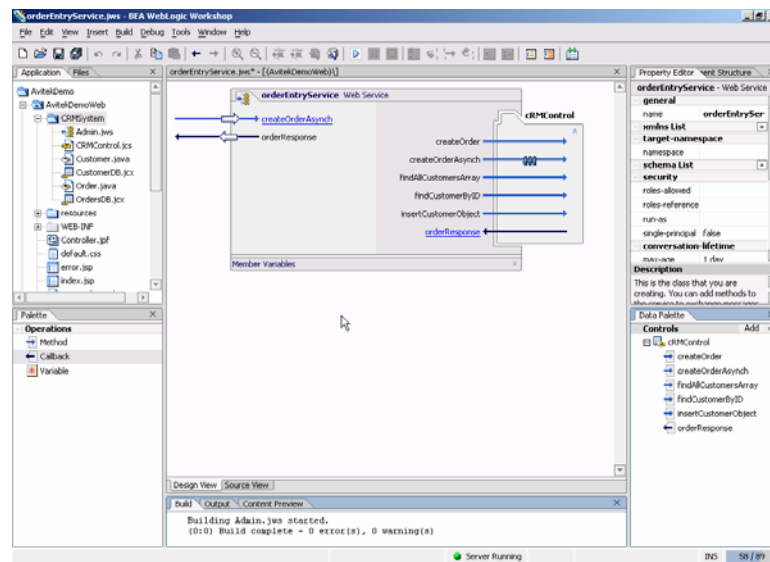 orderEntryService.jws - BEA WebLogic Workshop
File Edit View Insert Build Debug Tools Window Help
Application Files
AvitekDemo
AvitekDemoWeb
CRMSystem
Admin.jws
CRMControl.jcs
Customer.java
CustomerDB.jcx
Order.java
OrdersDB.jcx
resources
WEB-INF
Controller.jpf
default.css
error.jsp
index.jsp
Palette
Operations
Method
Callback
Variable
orderEntryService.jws* - [{AvitekDemoWeb}\]
orderEntryService Web Service
createOrderAsynch
orderResponse
cRMControl
createOrder
createOrderAsynch
findAllCustomersArray
findCustomerByID
insertCustomerObject
orderResponse
Member Variables
Design View Source View
Build Output Content Preview
Building Admin.jws started.
(0:0) Build complete - 0 error(s), 0 warning(s)
Property Editor ent Structure
orderEntryService - Web Service
general
name orderEntrySer
xmlns List
target-namespace
namespace
schema List
security
roles-allowed
roles-reference
run-as
single-principal false
conversation-lifetime
max-age 1 day
Description
This is the class that you are
creating. You can add methods to
the service to exchange messages
Data Palette
Controls Add
cRMControl
createOrder
createOrderAsynch
findAllCustomersArray
findCustomerByID
insertCustomerObject
orderResponse
Server Running
INS 58 / 89